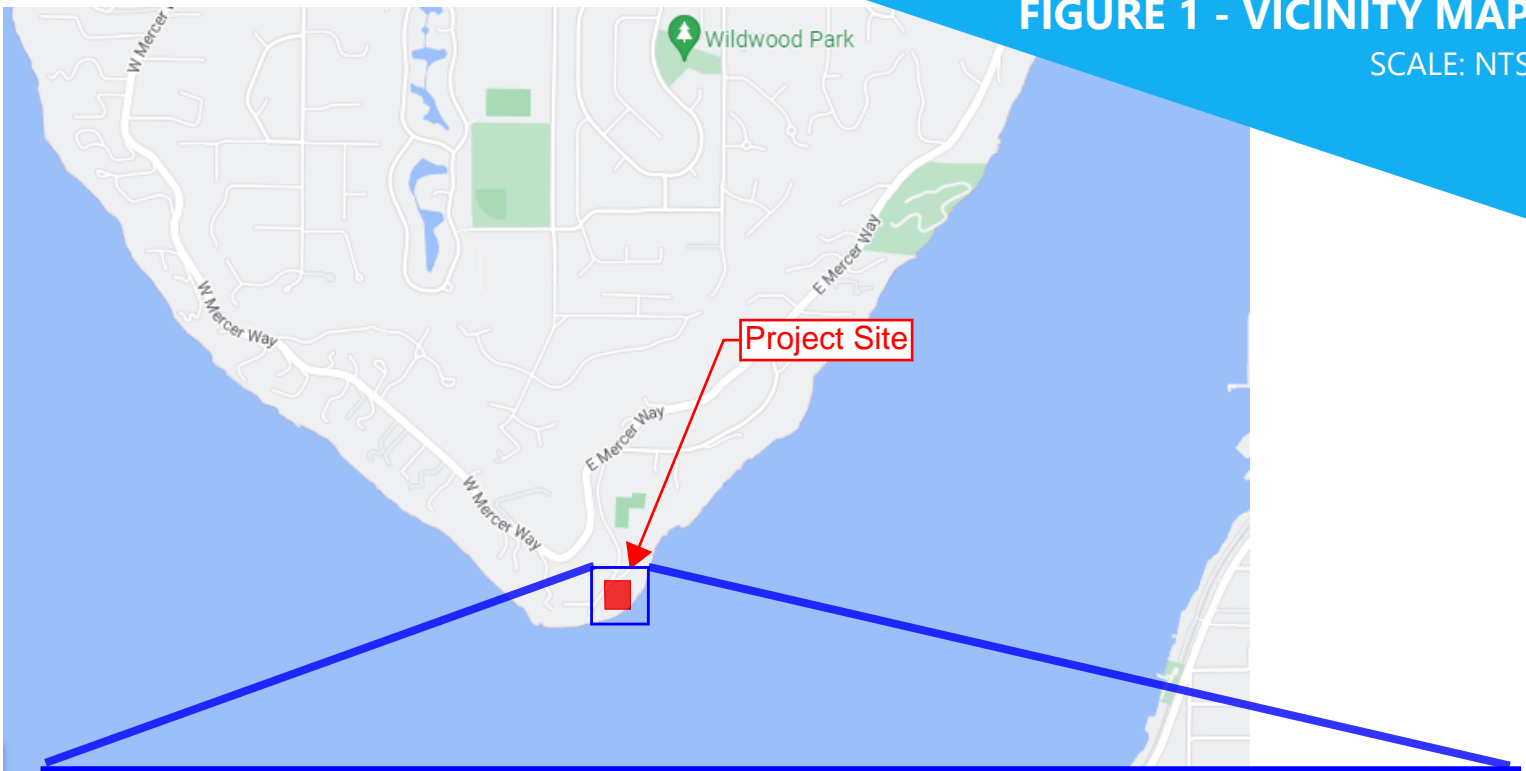 FIGURE 1 - VICINITY MAP
SCALE: NTS
W Mercer
Wildwood Park
E Mercer Way
W Mercer Way
Project Site
E Mercer Way
W Mercer Way